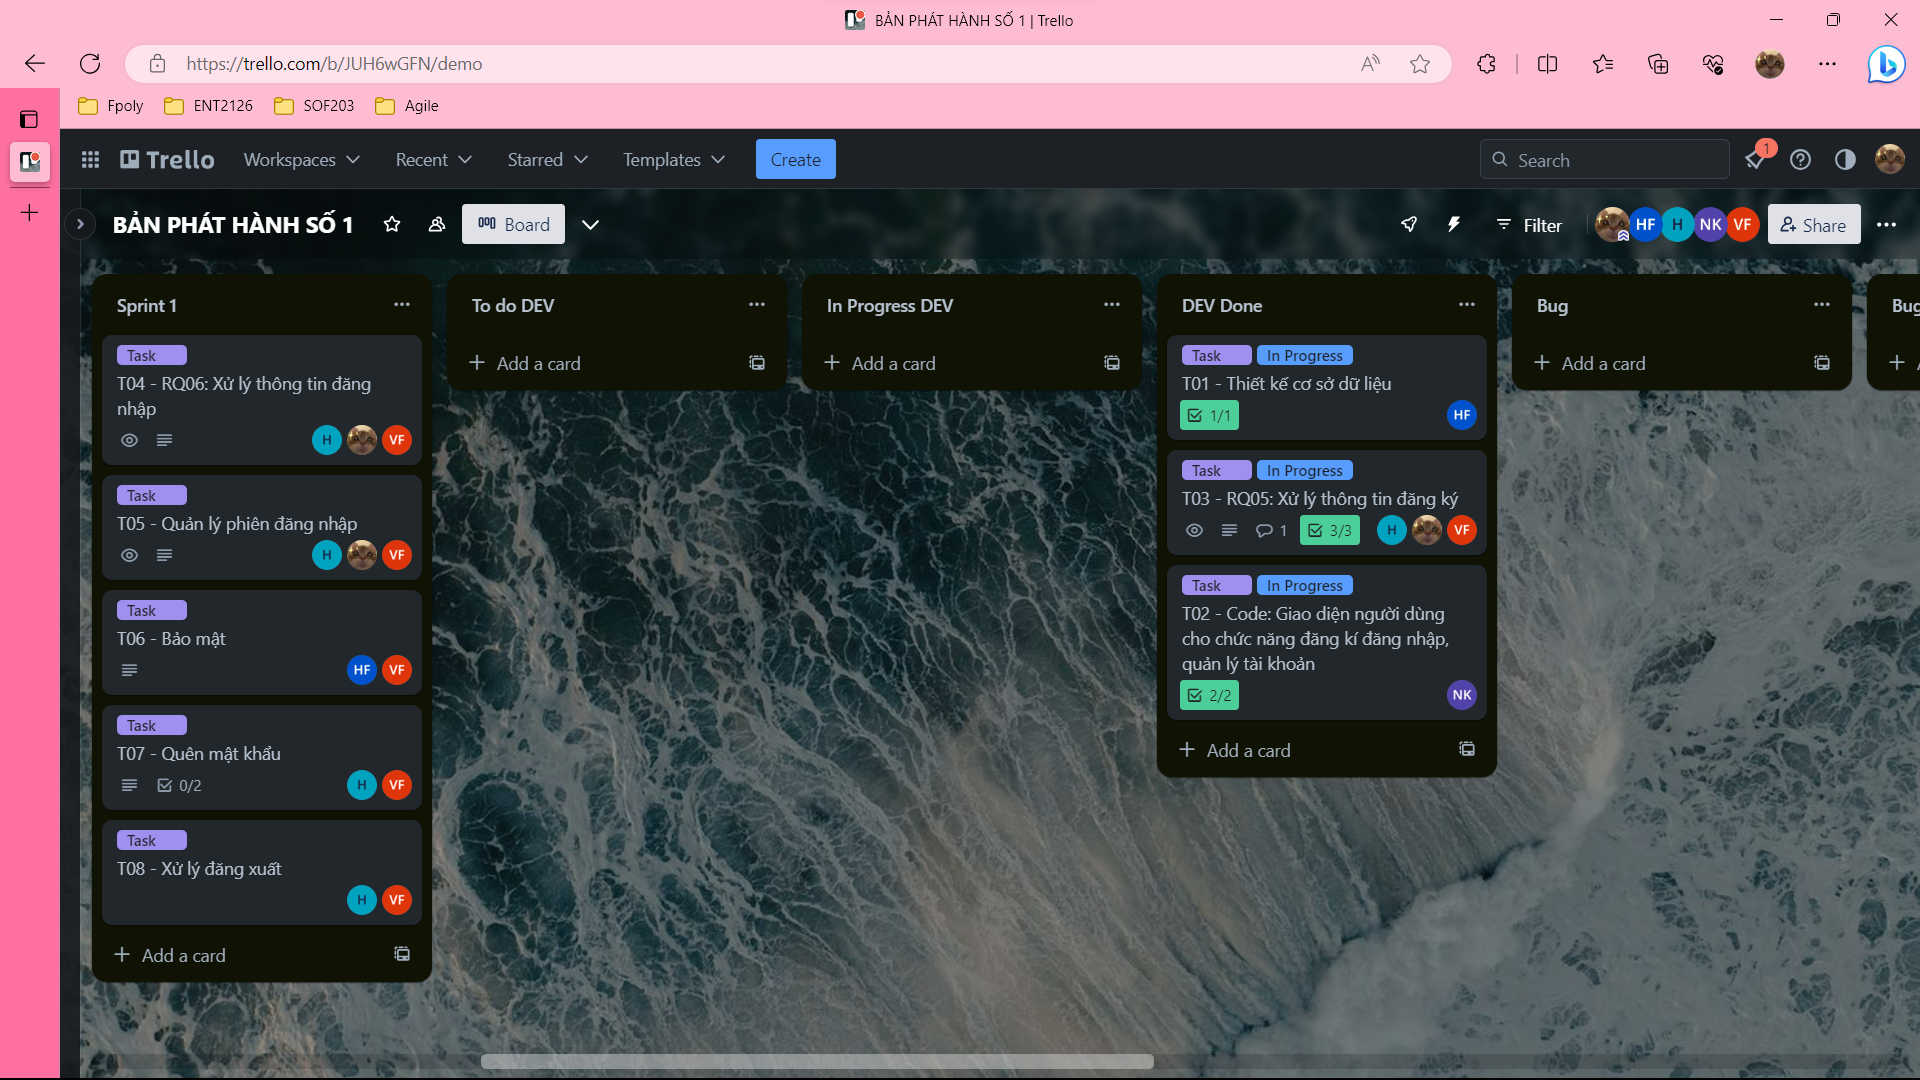 BẢN PHÁT HÀNH SỐ 1 | Trello
https://trello.com/b/JUH6wGFN/demo
Fpoly
ENT2126
SOF203
Agile
Trello
Workspaces
Recent
Starred
Templates
Create
Search
1
BẢN PHÁT HÀNH SỐ 1
Board
Filter
HF
H
NK
VF
Share
Sprint 1
Task
T04 - RQ06: Xử lý thông tin đăng
nhập
H
VF
Task
T05 - Quản lý phiên đăng nhập
H
VF
Task
T06 - Bảo mật
HF
VF
Task
T07 - Quên mật khẩu
0/2
H
VF
Task
T08 - Xử lý đăng xuất
H
VF
Add a card
To do DEV
Add a card
In Progress DEV
Add a card
DEV Done
Task
In Progress
T01 - Thiết kế cơ sở dữ liệu
1/1
HF
Task
In Progress
T03 - RQ05: Xử lý thông tin đăng ký
1
3/3
H
VF
Task
In Progress
T02 - Code: Giao diện người dùng
cho chức năng đăng kí đăng nhập,
quản lý tài khoản
2/2
NK
Add a card
Bug
Add a card
Bug